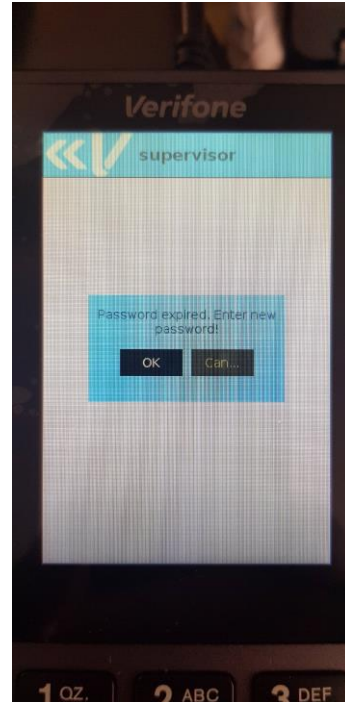 Verifone
supervisor
Password expired. Enter new
password!
OK Can...
1 QZ. 2 ABC 3 DEF